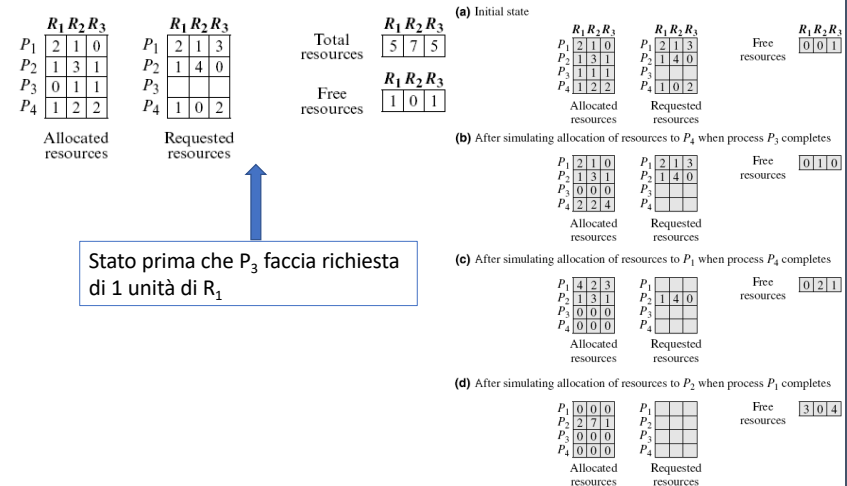 R1 R2 R3
P1 2 1 0
P2 1 3 1
P3 0 1 1
P4 1 2 2
Allocated
resources
R1 R2 R3
P1 2 1 3
P2 1 4 0
P3
P4 1 0 2
Requested
resources
Total
resources
R1 R2 R3
5 7 5
Free
resources
R1 R2 R3
1 0 1
Stato prima che P3 faccia richiesta
di 1 unità di R1
(a) Initial state
R1 R2 R3
P1 2 1 0
P2 1 3 1
P3 1 1 1
P4 1 2 2
Allocated
resources
R1 R2 R3
P1 2 1 3
P2 1 4 0
P3
P4 1 0 2
Requested
resources
Free
resources
R1 R2 R3
0 0 1
(b) After simulating allocation of resources to P4 when process P3 completes
P1 2 1 0
P2 1 3 1
P3 0 0 0
P4 2 2 4
Allocated
resources
P1 2 1 3
P2 1 4 0
P3
P4
Requested
resources
Free
resources
0 1 0
(c) After simulating allocation of resources to P1 when process P4 completes
P1 4 2 3
P2 1 3 1
P3 0 0 0
P4 0 0 0
Allocated
resources
P1
P2 1 4 0
P3
P4
Requested
resources
Free
resources
0 2 1
(d) After simulating allocation of resources to P2 when process P1 completes
P1 0 0 0
P2 2 7 1
P3 0 0 0
P4 0 0 0
Allocated
resources
P1
P2
P3
P4
Requested
resources
Free
resources
3 0 4